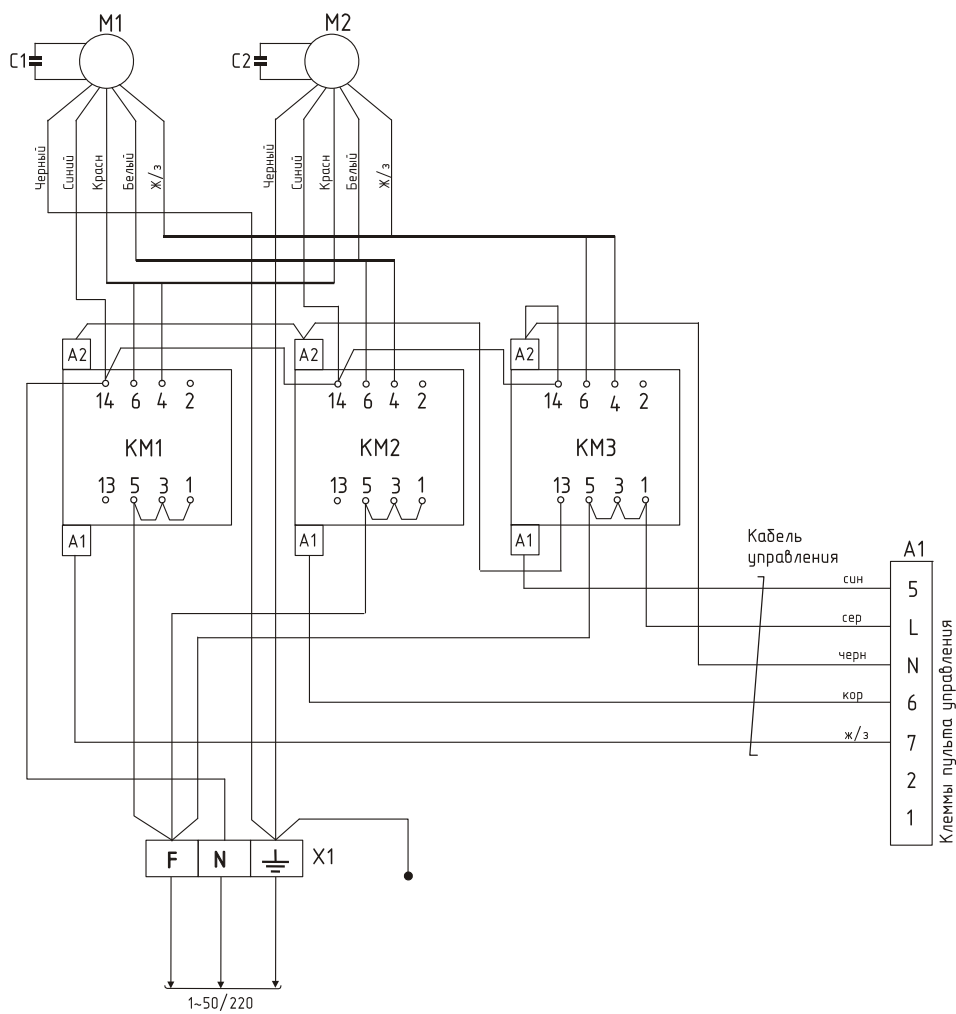 M1 M2
C1 C2
Черный Синий Красн Белый Ж/з Черный Синий Красн Белый Ж/з
A2 A2 A2
14 6 4 2 14 6 4 2 14 6 4 2
KM1 KM2 KM3
13 5 3 1 13 5 3 1 13 5 3 1
A1 A1 A1
Кабель
управления
A1
син 5
сер L
черн N
кор 6
ж/з 7
2
1
Клеммы пульта управления
F N X1
1~50/220